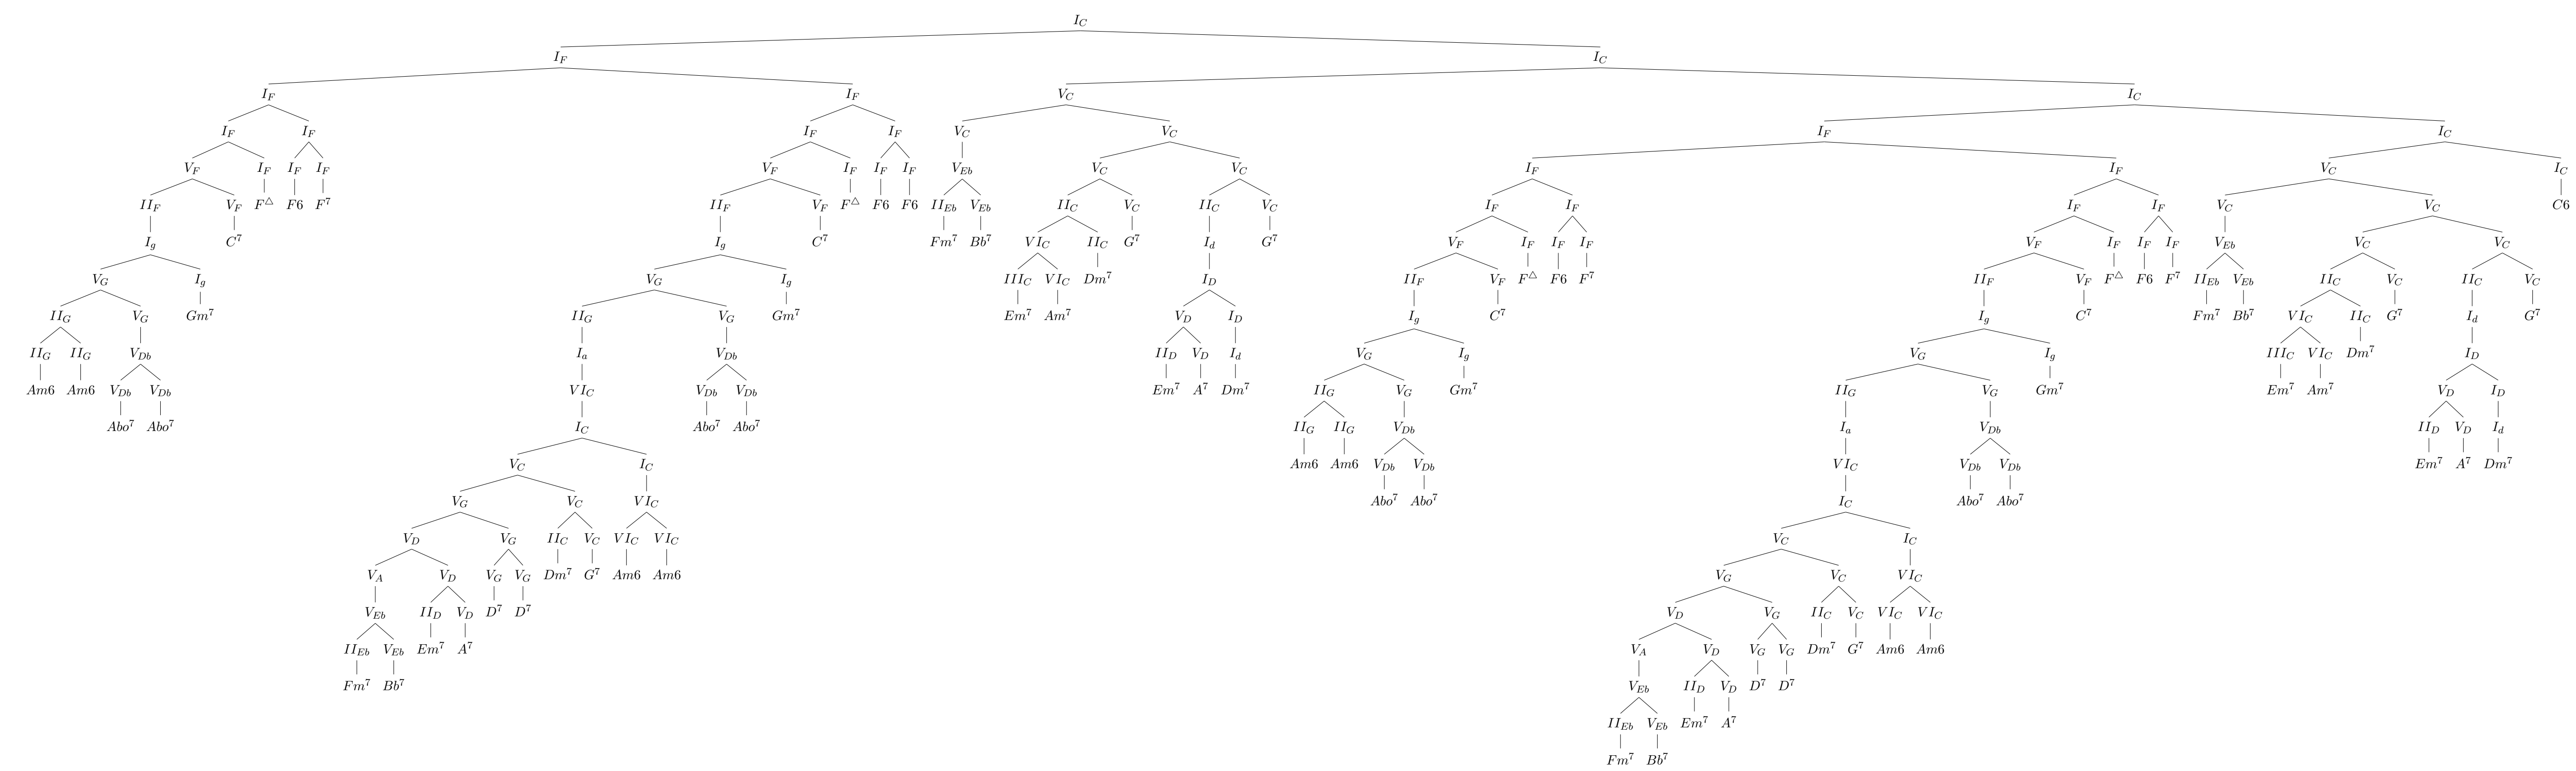 I_C
I_F I_C
I_F I_F V_C I_C
I_F I_F I_F I_F V_C V_C I_F I_C
V_F I_F I_F I_F V_F I_F I_F I_F V_Eb V_C V_C I_F I_F V_C I_C
II_F V_F F^△ F6 F^7 II_F V_F F^△ F6 F6 II_Eb V_Eb II_C V_C II_C V_C I_F I_F I_F I_F V_C V_C C6
I_g C^7 I_g C^7 Fm^7 Bb^7 VI_C II_C G^7 I_d G^7 V_F I_F I_F I_F V_F I_F I_F I_F V_Eb V_C V_C
V_G I_g V_G I_g III_C VI_C Dm^7 I_D II_F V_F F^△ F6 F^7 II_F V_F F^△ F6 F^7 II_Eb V_Eb II_C V_C II_C V_C
II_G V_G Gm^7 II_G V_G Gm^7 Em^7 Am^7 V_D I_D I_g C^7 I_g C^7 Fm^7 Bb^7 VI_C II_C G^7 I_d G^7
II_G II_G V_Db I_a V_Db II_D V_D I_d V_G I_g V_G I_g III_C VI_C Dm^7 I_D
Am6 Am6 V_Db V_Db VI_C V_Db V_Db Em^7 A^7 Dm^7 II_G V_G Gm^7 II_G V_G Gm^7 Em^7 Am^7 V_D I_D
Abo^7 Abo^7 I_C Abo^7 Abo^7 II_G II_G V_Db I_a V_Db II_D V_D I_d
V_C I_C Am6 Am6 V_Db V_Db VI_C V_Db V_Db Em^7 A^7 Dm^7
V_G V_C VI_C Abo^7 Abo^7 I_C Abo^7 Abo^7
V_D V_G II_C V_C VI_C VI_C V_C I_C
V_A V_D V_G V_G Dm^7 G^7 Am6 Am6 V_G V_C VI_C
V_Eb II_D V_D D^7 D^7 V_D V_G II_C V_C VI_C VI_C
II_Eb V_Eb Em^7 A^7 V_A V_D V_G V_G Dm^7 G^7 Am6 Am6
Fm^7 Bb^7 V_Eb II_D V_D D^7 D^7
II_Eb V_Eb Em^7 A^7
Fm^7 Bb^7